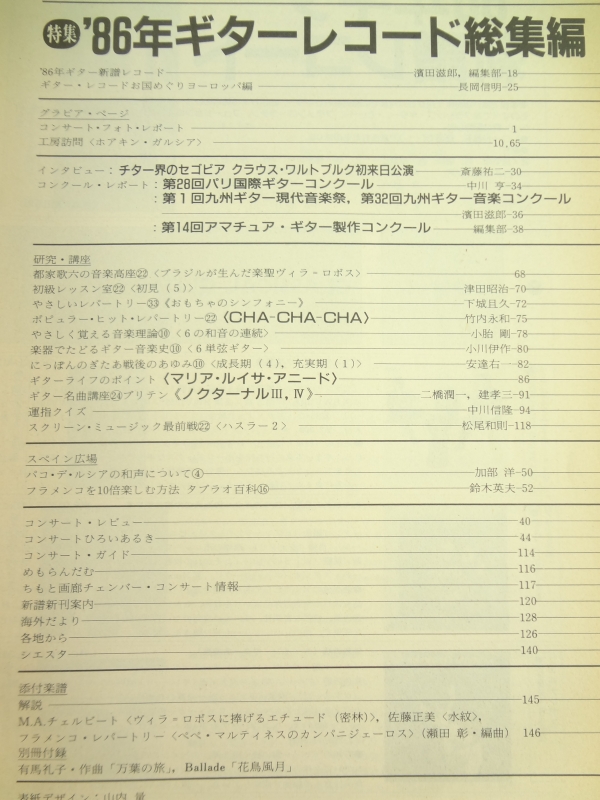 特集 '86年ギターレコード総集編
'86年ギター新譜レコード 濱田滋郎，編集部-18
ギター・レコードお国めぐりヨーロッパ編 長岡信明-25
グラビア・ページ
コンサート・フォト・レポート 1
工房訪問〈ホアキン・ガルシア〉 10,65
インタビュー：チター界のセゴビア クラウス・ワルトブルク初来日公演 斎藤祐二-30
コンクール・レポート：第28回パリ国際ギターコンクール 中川 亨-34
：第1回九州ギター現代音楽祭，第32回九州ギター音楽コンクール
濱田滋郎-36
：第14回アマチュア・ギター製作コンクール 編集部-38
研究・講座
都家歌六の音楽高座㉒〈ブラジルが生んだ楽聖ヴィラ＝ロボス〉 68
初級レッスン室㉒〈初見（5）〉 津田昭治-70
やさしいレパートリー㉝《おもちゃのシンフォニー》 下城且久-72
ポピュラー・ヒット・レパートリー㉒〈CHA-CHA-CHA〉 竹内永和-75
やさしく覚える音楽理論⑩〈6の和音の連続〉 小胎 剛-78
楽器でたどるギター音楽史⑩〈6単弦ギター〉 小川伊作-80
にっぽんのぎたあ戦後のあゆみ⑩〈成長期（4），充実期（1）〉 安達右一 82
ギターライフのポイント〈マリア・ルイサ・アニード〉 86
ギター名曲講座㉔ブリテン《ノクターナルⅢ，Ⅳ》 二橋潤一，建孝三-91
運指クイズ 中川信隆 94
スクリーン・ミュージック最前戦㉒〈ハスラー2〉 松尾和則-118
スペイン広場
パコ・デ・ルシアの和声について④ 加部 洋-50
フラメンコを10倍楽しむ方法 タブラオ百科⑯ 鈴木英夫-52
コンサート・レビュー 40
コンサートひろいあるき 44
コンサート・ガイド 114
めもらんだむ 116
ちもと画廊チェンバー・コンサート情報 117
新譜新刊案内 120
海外だより 128
各地から 126
シエスタ 140
添付楽譜
解説 145
M.A.チェルビート〈ヴィラ＝ロボスに捧げるエチュード（密林）〉，佐藤正美〈水紋〉，
フラメンコ・レパートリー〈ペペ・マルティネスのカンパニジェーロス〉（瀬田 彰・編曲） 146
別冊付録
有馬礼子・作曲「万葉の旅」，Ballade「花鳥風月」
表紙デザイン：山内 量